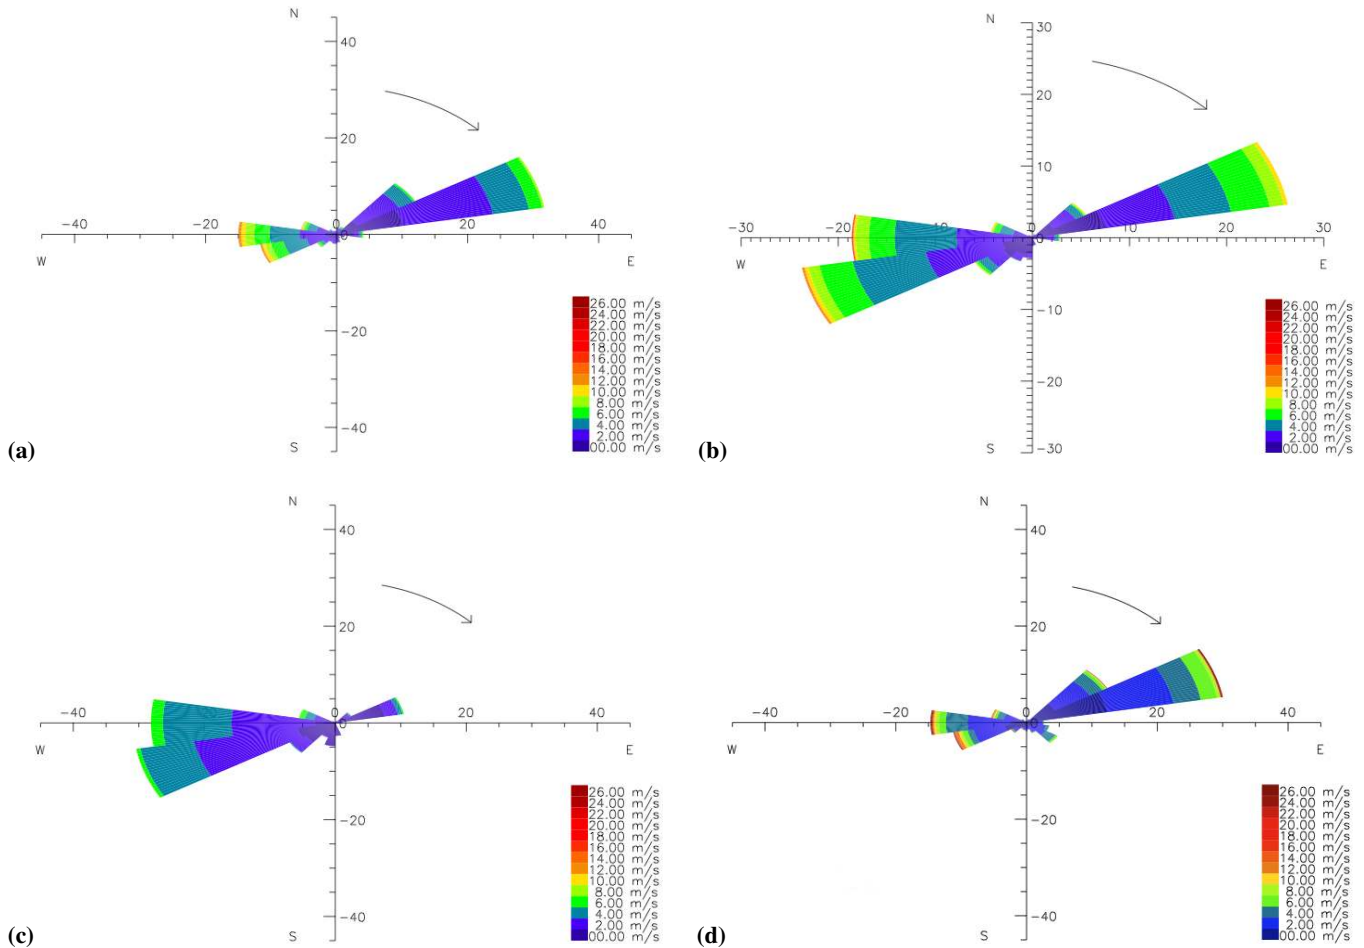 N
40
20
−40 −20 0 20 40
W E
−20
−40
S
26.00 m/s
24.00 m/s
22.00 m/s
20.00 m/s
18.00 m/s
16.00 m/s
14.00 m/s
12.00 m/s
10.00 m/s
8.00 m/s
6.00 m/s
4.00 m/s
2.00 m/s
00.00 m/s
(a)
N
30
20
10
−30 −20 −10 0 10 20 30
W E
−10
−20
−30
S
26.00 m/s
24.00 m/s
22.00 m/s
20.00 m/s
18.00 m/s
16.00 m/s
14.00 m/s
12.00 m/s
10.00 m/s
8.00 m/s
6.00 m/s
4.00 m/s
2.00 m/s
00.00 m/s
(b)
N
40
20
−40 −20 0 20 40
W E
−20
−40
S
26.00 m/s
24.00 m/s
22.00 m/s
20.00 m/s
18.00 m/s
16.00 m/s
14.00 m/s
12.00 m/s
10.00 m/s
8.00 m/s
6.00 m/s
4.00 m/s
2.00 m/s
00.00 m/s
(c)
N
40
20
−40 −20 0 20 40
W E
−20
−40
S
26.00 m/s
24.00 m/s
22.00 m/s
20.00 m/s
18.00 m/s
16.00 m/s
14.00 m/s
12.00 m/s
10.00 m/s
8.00 m/s
6.00 m/s
4.00 m/s
2.00 m/s
00.00 m/s
(d)